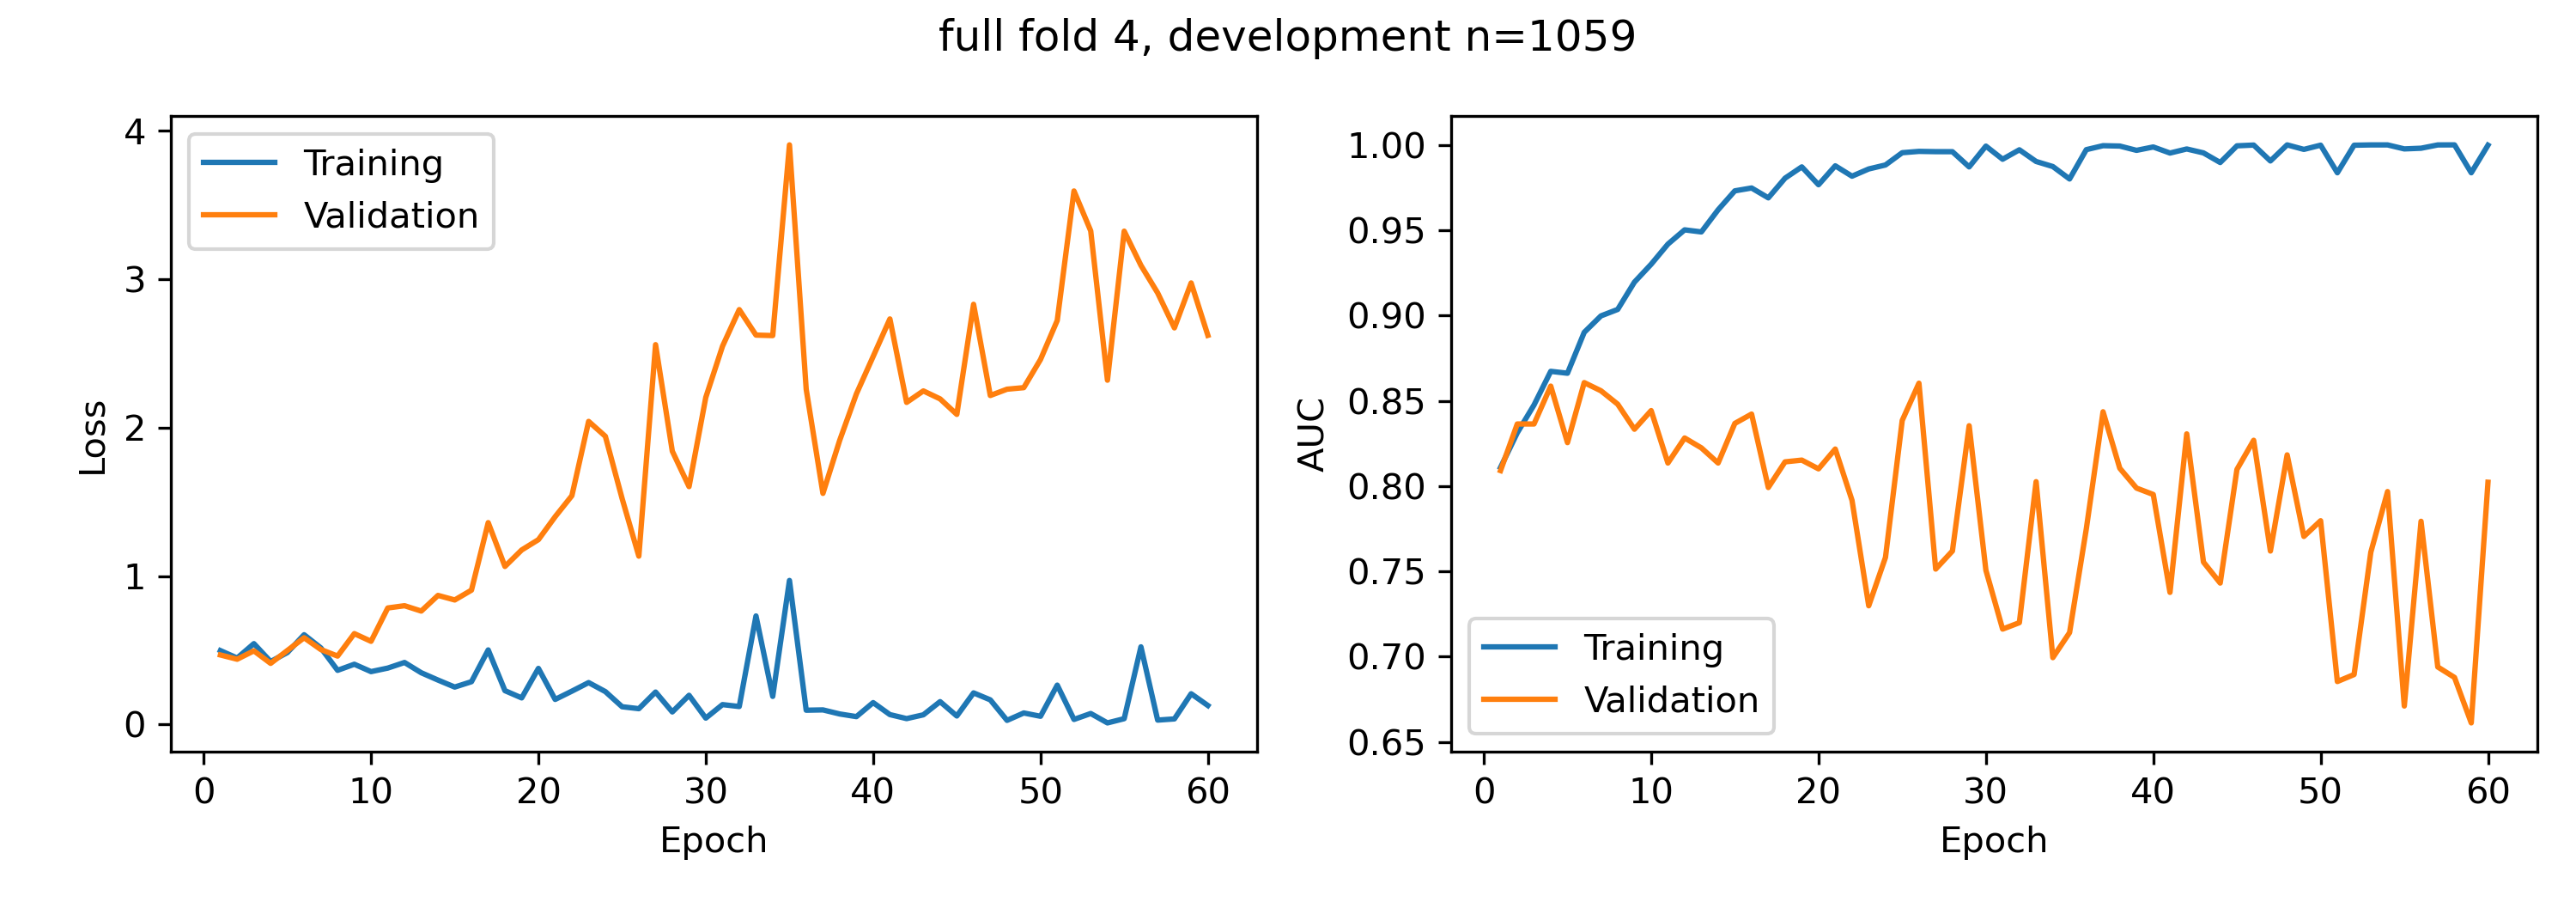 full fold 4, development n=1059
Loss
4
3
2
1
0
Training
Validation
0 10 20 30 40 50 60
Epoch
AUC
1.00
0.95
0.90
0.85
0.80
0.75
0.70
0.65
Training
Validation
0 10 20 30 40 50 60
Epoch